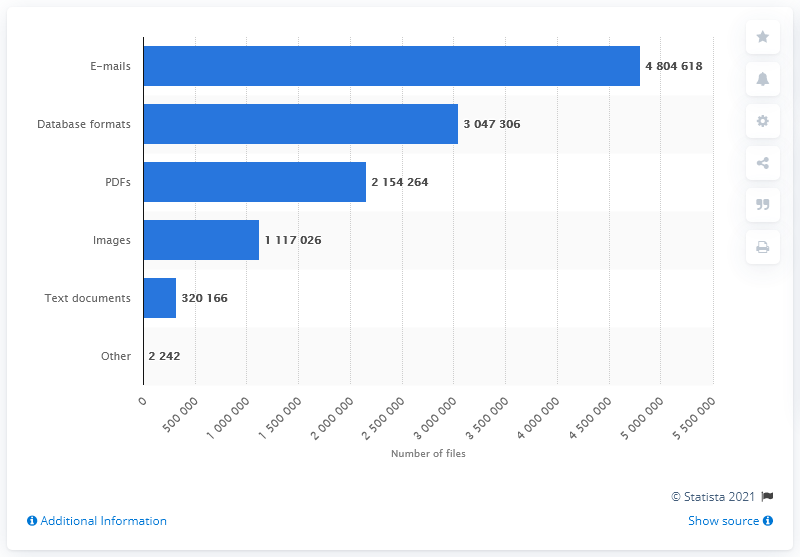 E-mails 4 804 618
Database formats 3 047 306
PDFs 2 154 264
Images 1 117 026
Text documents 320 166
Other 2 242
0 500 000 1 000 000 1 500 000 2 000 000 2 500 000 3 000 000 3 500 000 4 000 000 4 500 000 5 000 000 5 500 000
Number of files
© Statista 2021
Additional Information Show source